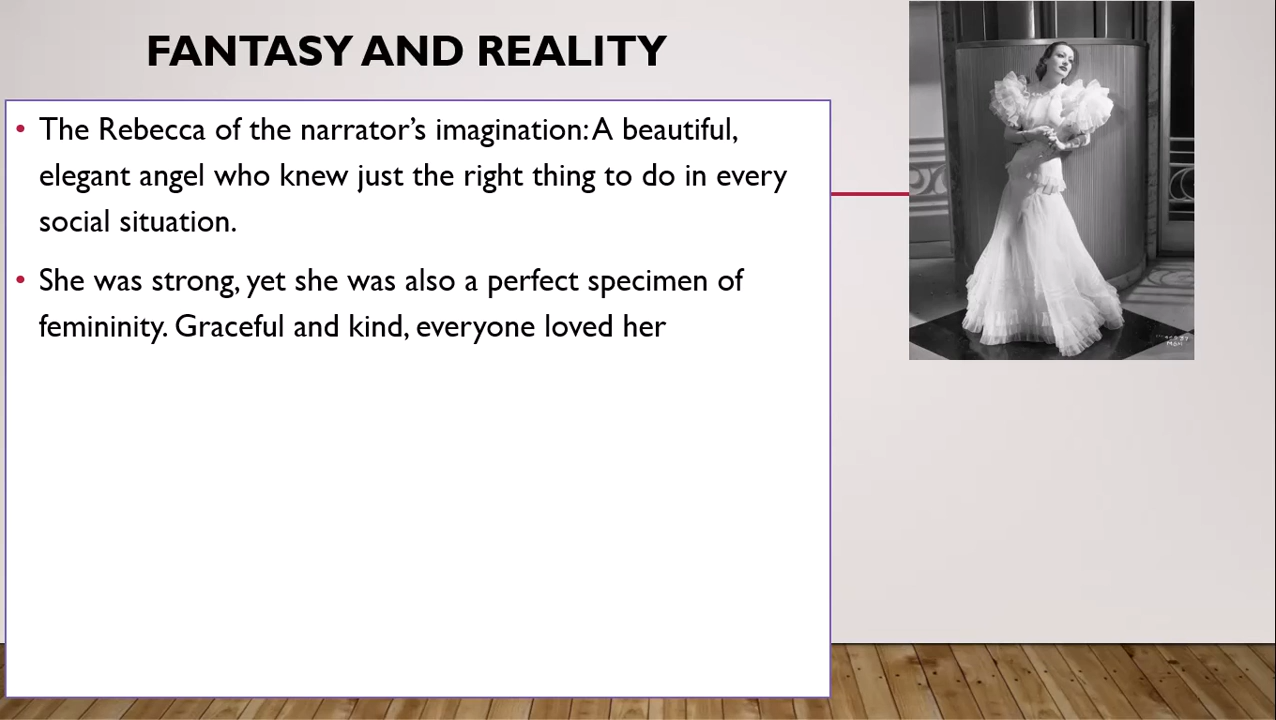 FANTASY AND REALITY
• The Rebecca of the narrator's imagination: A beautiful,
elegant angel who knew just the right thing to do in every
social situation.
• She was strong, yet she was also a perfect specimen of
femininity. Graceful and kind, everyone loved her